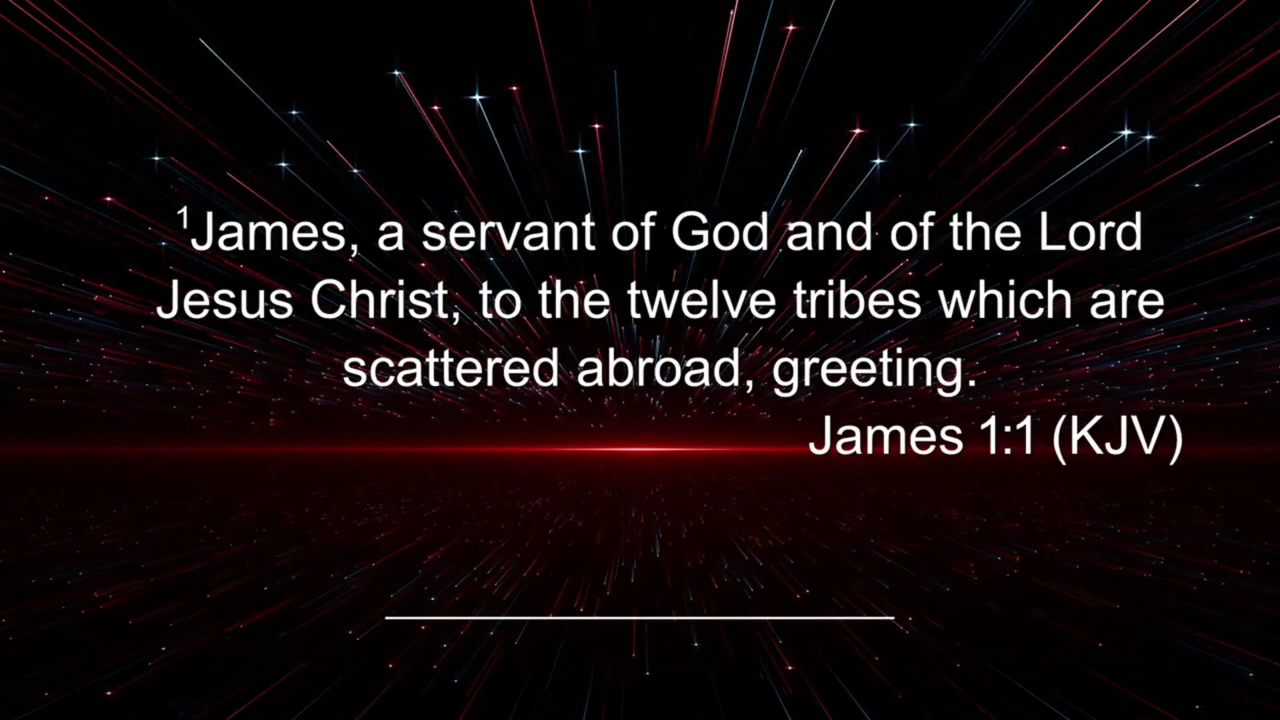 ¹James, a servant of God and of the Lord
Jesus Christ, to the twelve tribes which are
scattered abroad, greeting.
James 1:1 (KJV)